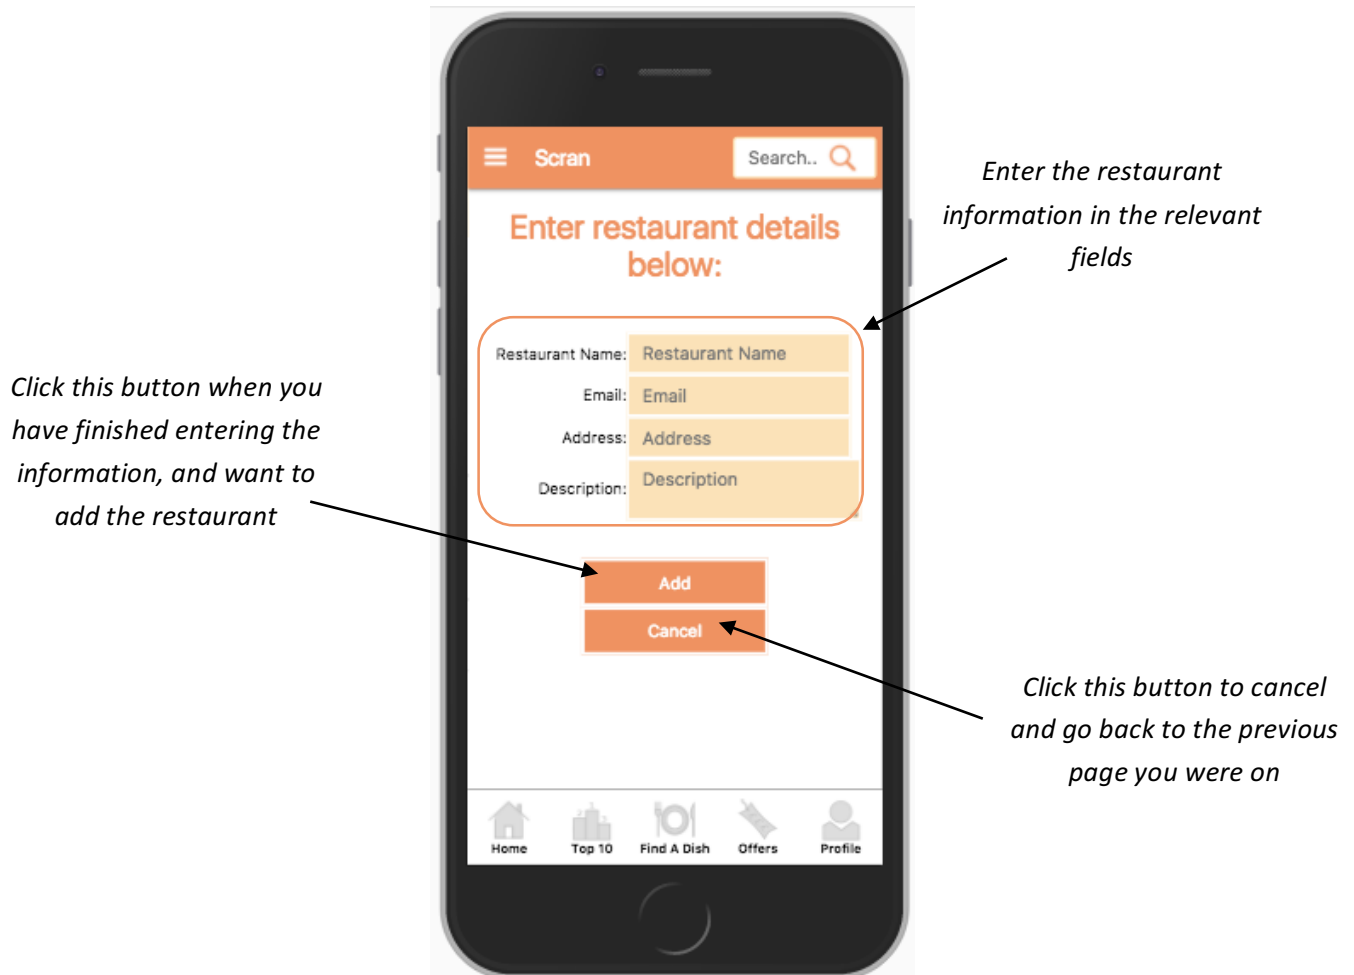 Scran
Search..
Enter the restaurant
information in the relevant
fields
Enter restaurant details
below:
Restaurant Name: Restaurant Name
Email: Email
Address: Address
Description: Description
Click this button when you
have finished entering the
information, and want to
add the restaurant
Add
Cancel
Click this button to cancel
and go back to the previous
page you were on
Home
Top 10
Find A Dish
Offers
Profile